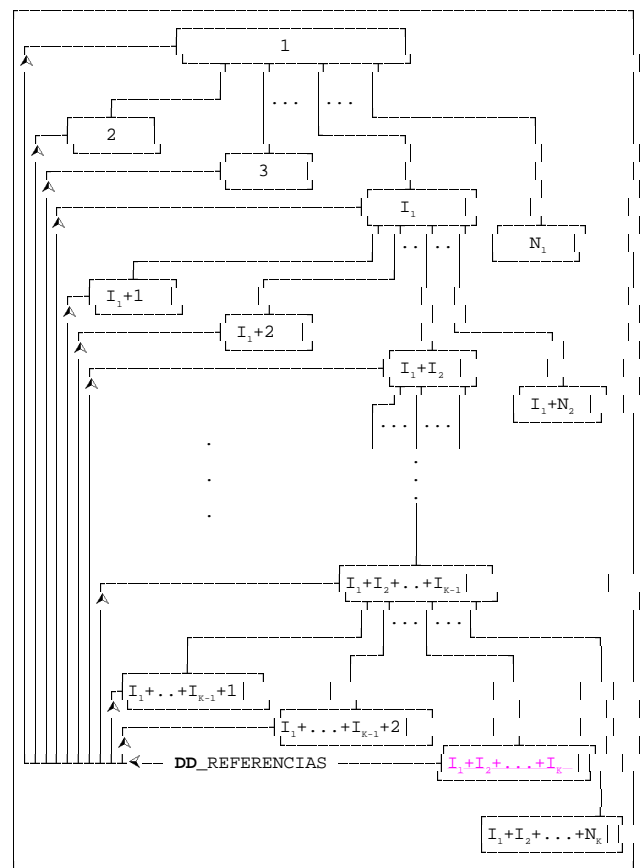 1
... ...
2
3
I₁
.. ..
N₁
I₁+1
I₁+2
I₁+I₂
I₁+N₂
... ...
I₁+I₂+..+Iₖ₋₁
... ...
I₁+..+Iₖ₋₁+1
I₁+...+Iₖ₋₁+2
DD_REFERENCIAS
I₁+I₂+...+Iₖ
I₁+I₂+...+Nₖ